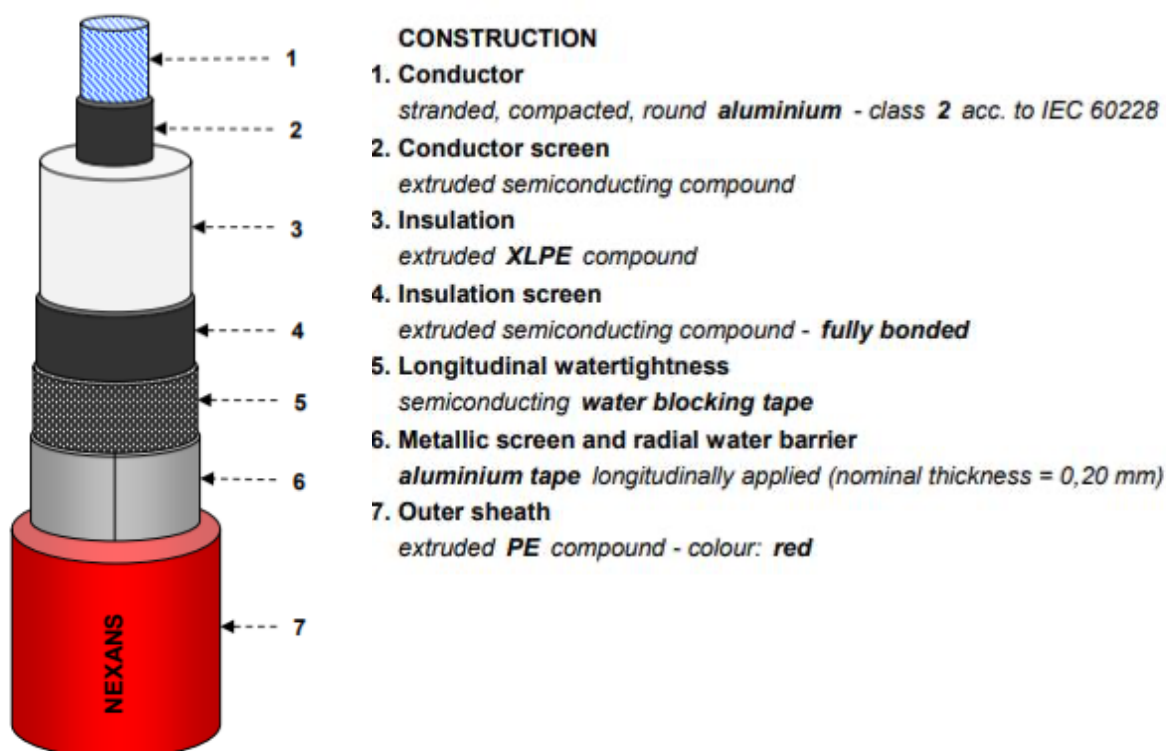 CONSTRUCTION
1. Conductor
stranded, compacted, round aluminium - class 2 acc. to IEC 60228
2. Conductor screen
extruded semiconducting compound
3. Insulation
extruded XLPE compound
4. Insulation screen
extruded semiconducting compound - fully bonded
5. Longitudinal watertightness
semiconducting water blocking tape
6. Metallic screen and radial water barrier
aluminium tape longitudinally applied (nominal thickness = 0,20 mm)
7. Outer sheath
extruded PE compound - colour: red
1
2
3
4
5
6
7
NEXANS